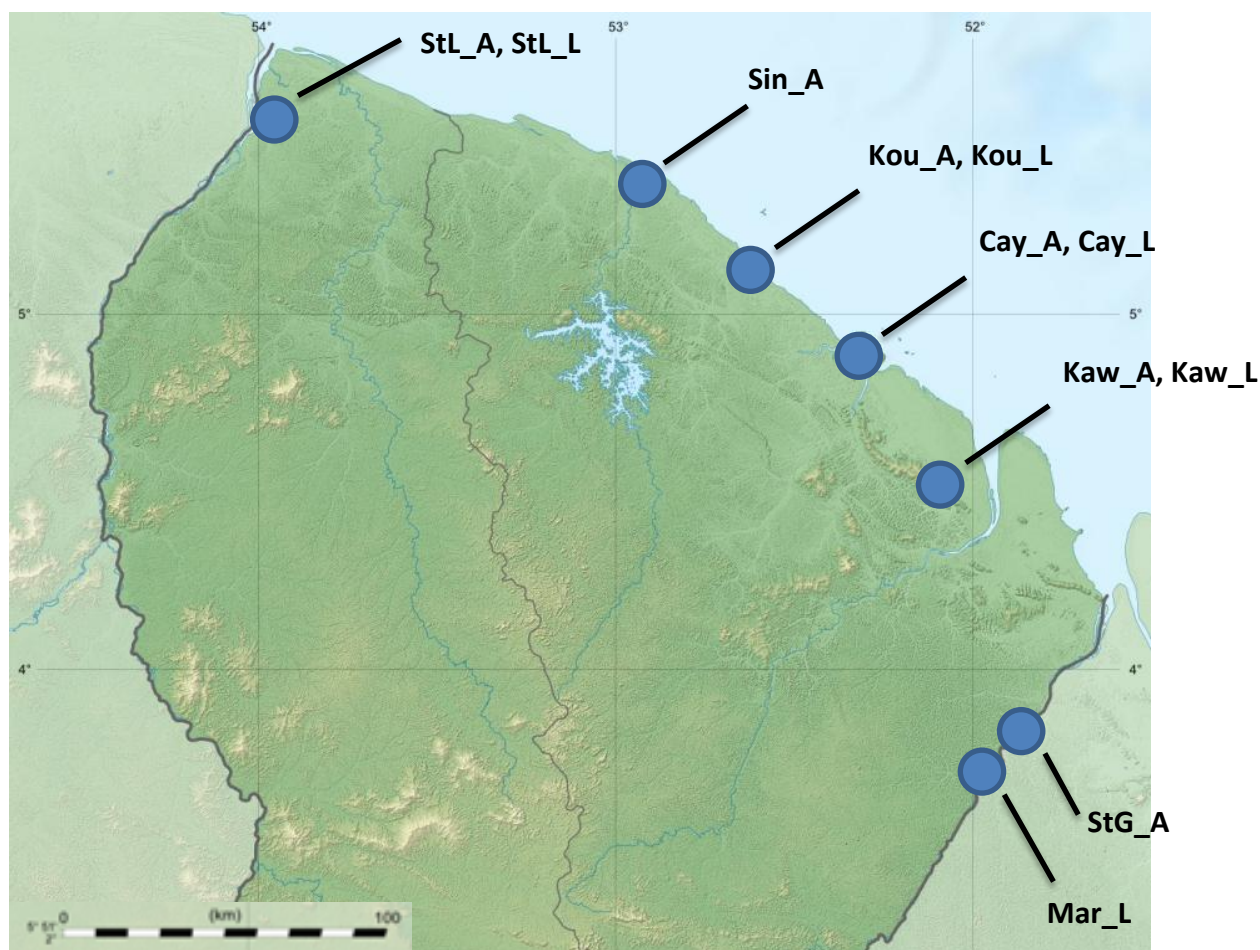 54° 53° 52°
StL_A, StL_L
Sin_A
Kou_A, Kou_L
Cay_A, Cay_L
5° 5°
Kaw_A, Kaw_L
4° 4°
StG_A
Mar_L
0 (km) 100
2°